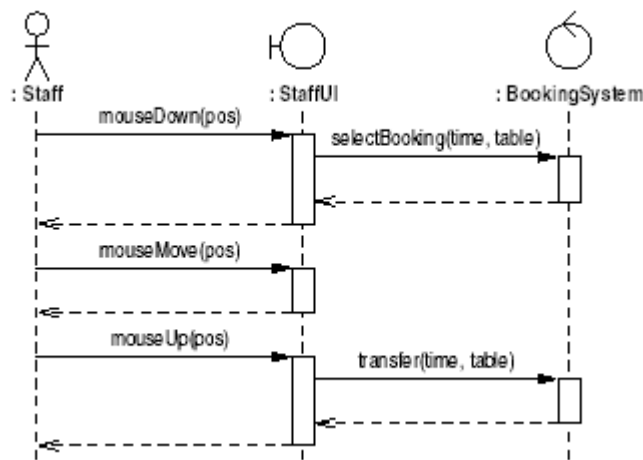 : Staff
: StaffUI
: BookingSystem
mouseDown(pos)
selectBooking(time, table)
mouseMove(pos)
mouseUp(pos)
transfer(time, table)